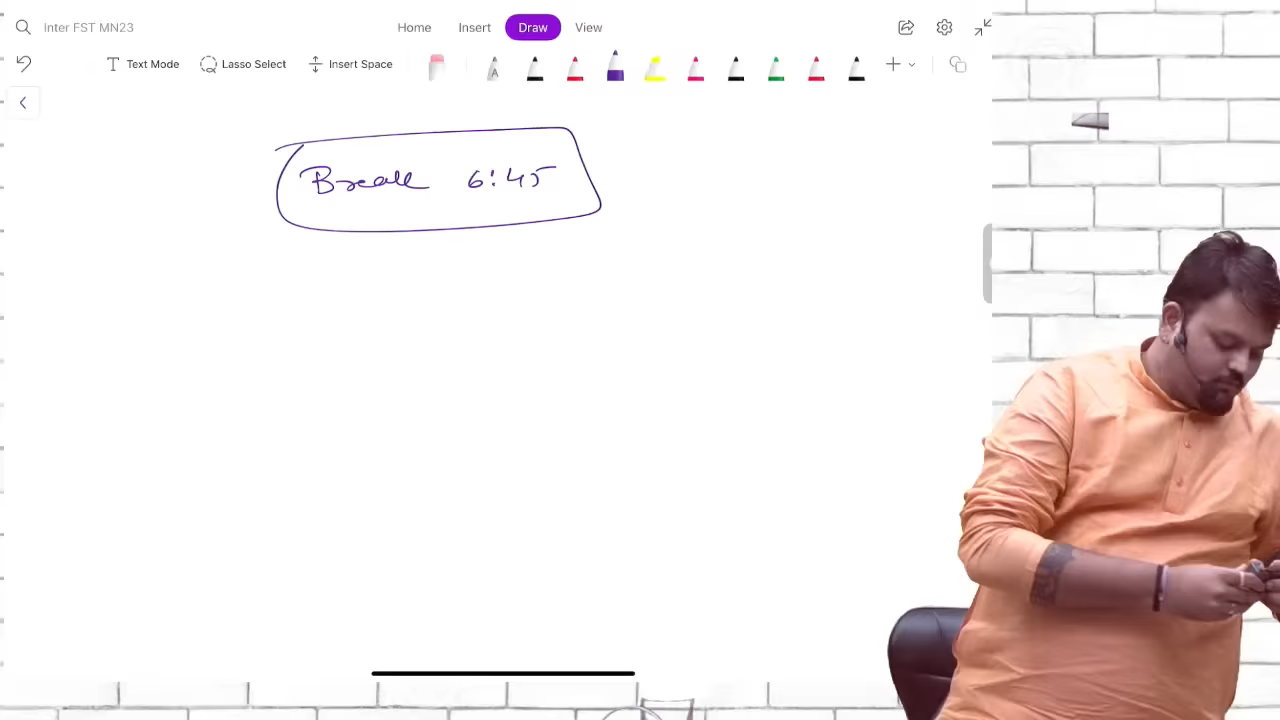 Inter FST MN23
Home Insert Draw View
Text Mode Lasso Select Insert Space
A
Break 6:45